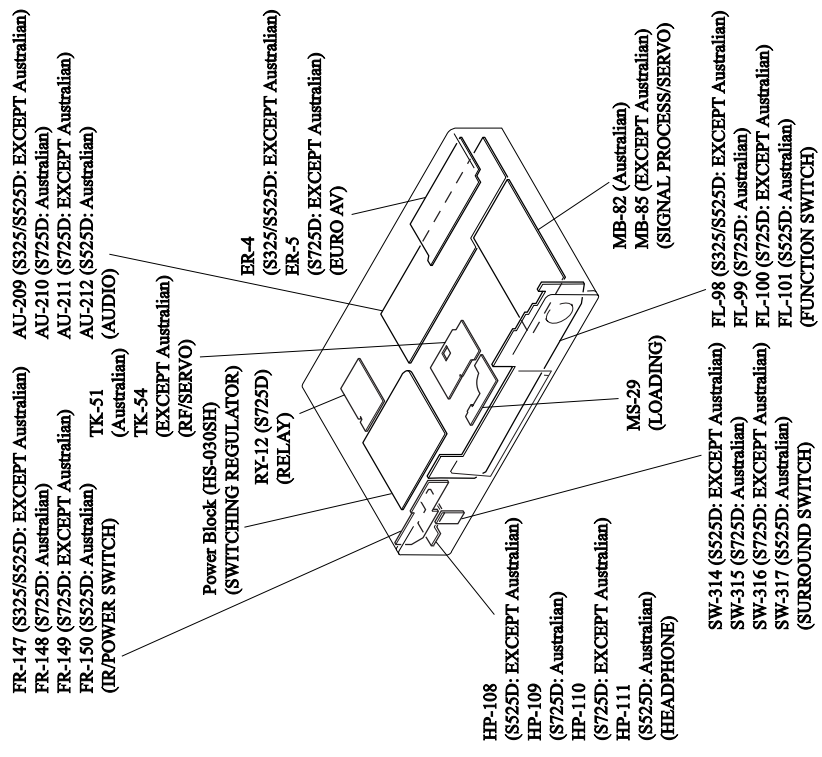 FR-147 (S325/S525D: EXCEPT Australian)
FR-148 (S725D: Australian)
FR-149 (S725D: EXCEPT Australian)
FR-150 (S525D: Australian)
(IR/POWER SWITCH)
AU-209 (S325/S525D: EXCEPT Australian)
AU-210 (S725D: Australian)
AU-211 (S725D: EXCEPT Australian)
AU-212 (S525D: Australian)
(AUDIO)
TK-51
(Australian)
TK-54
(EXCEPT Australian)
(RF/SERVO)
Power Block (HS-030SH)
(SWITCHING REGULATOR)
RY-12 (S725D)
(RELAY)
ER-4
(S325/S525D: EXCEPT Australian)
ER-5
(S725D: EXCEPT Australian)
(EURO AV)
HP-108
(S525D: EXCEPT Australian)
HP-109
(S725D: Australian)
HP-110
(S725D: EXCEPT Australian)
HP-111
(S525D: Australian)
(HEADPHONE)
MS-29
(LOADING)
MB-82 (Australian)
MB-85 (EXCEPT Australian)
(SIGNAL PROCESS/SERVO)
SW-314 (S525D: EXCEPT Australian)
SW-315 (S725D: Australian)
SW-316 (S725D: EXCEPT Australian)
SW-317 (S525D: Australian)
(SURROUND SWITCH)
FL-98 (S325/S525D: EXCEPT Australian)
FL-99 (S725D: Australian)
FL-100 (S725D: EXCEPT Australian)
FL-101 (S525D: Australian)
(FUNCTION SWITCH)